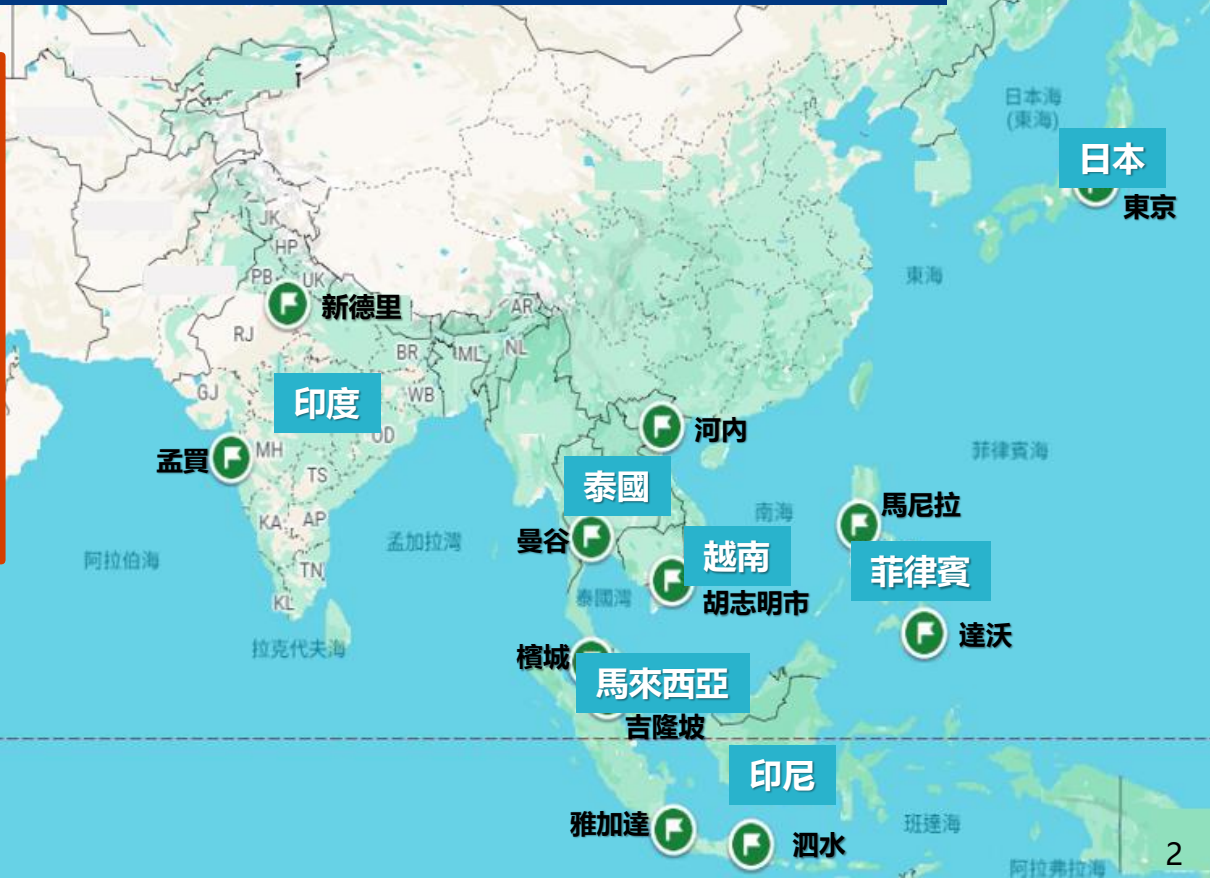 日本海
(東海)
日本
東京
東海
JK
HP
PB
UK
新德里
AR
RJ
BR
ML
NL
GJ
WB
印度
OD
河內
孟買
MH
菲律賓海
TS
泰國
馬尼拉
南海
KA
AP
孟加拉灣
曼谷
越南
阿拉伯海
菲律賓
TN
泰國灣
胡志明市
KL
達沃
拉克代夫海
檳城
馬來西亞
吉隆坡
印尼
雅加達
班達海
泗水
2
阿拉弗拉海